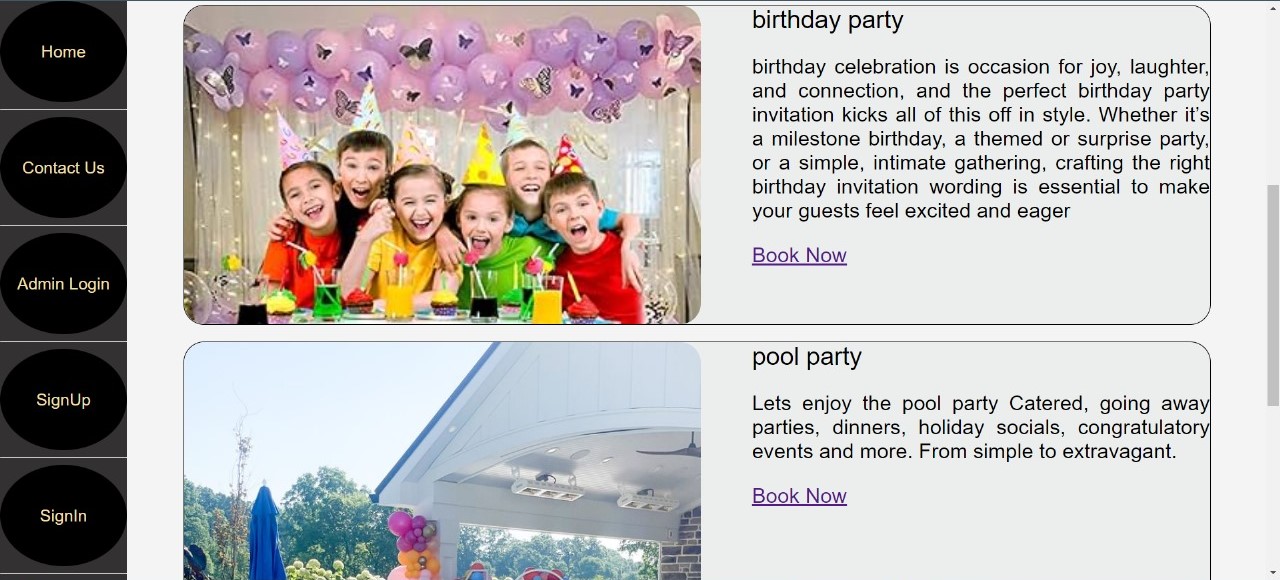 Home
Contact Us
Admin Login
SignUp
SignIn
birthday party
birthday celebration is occasion for joy, laughter,
and connection, and the perfect birthday party
invitation kicks all of this off in style. Whether it's
a milestone birthday, a themed or surprise party,
or a simple, intimate gathering, crafting the right
birthday invitation wording is essential to make
your guests feel excited and eager
Book Now
pool party
Lets enjoy the pool party Catered, going away
parties, dinners, holiday socials, congratulatory
events and more. From simple to extravagant.
Book Now